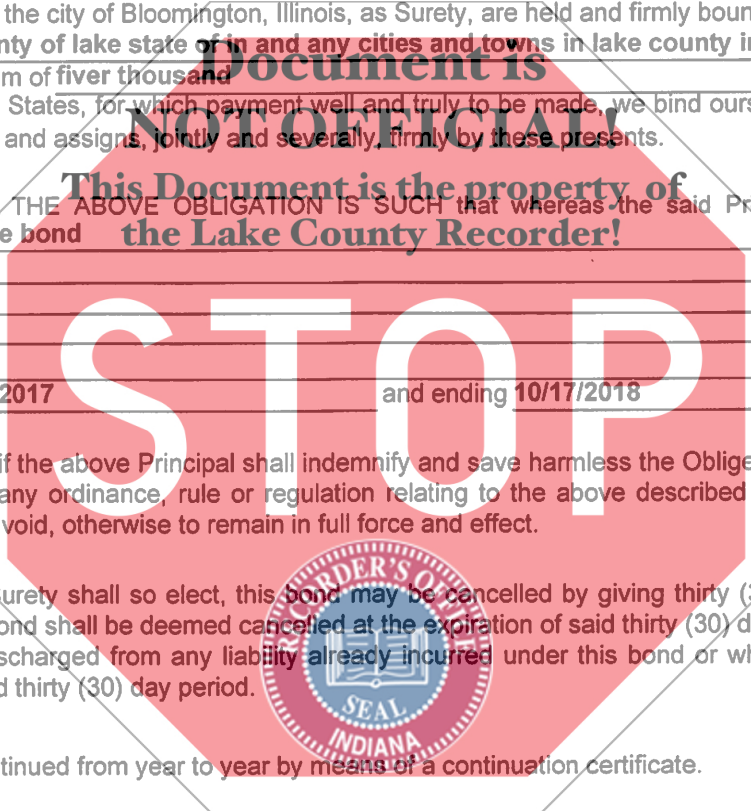 the city of Bloomington, Illinois, as Surety, are held and firmly boun
nty of lake state of in and any cities and towns in lake county in
m of fiver thousand
Document is
States, for which payment well and truly to be made, we bind ours
NOT OFFICIAL!
and assigns, jointly and severally, firmly by these presents.
This Document is the property of
THE ABOVE OBLIGATION IS SUCH that whereas the said Pr
e bond
the Lake County Recorder!
STOP
2017 and ending 10/17/2018
if the above Principal shall indemnify and save harmless the Oblige
any ordinance, rule or regulation relating to the above described
void, otherwise to remain in full force and effect.
urety shall so elect, this bond may be cancelled by giving thirty (3
ond shall be deemed cancelled at the expiration of said thirty (30) d
scharged from any liability already incurred under this bond or wh
d thirty (30) day period.
RECORDER'S OFFICE
SEAL
INDIANA
tinued from year to year by means of a continuation certificate.